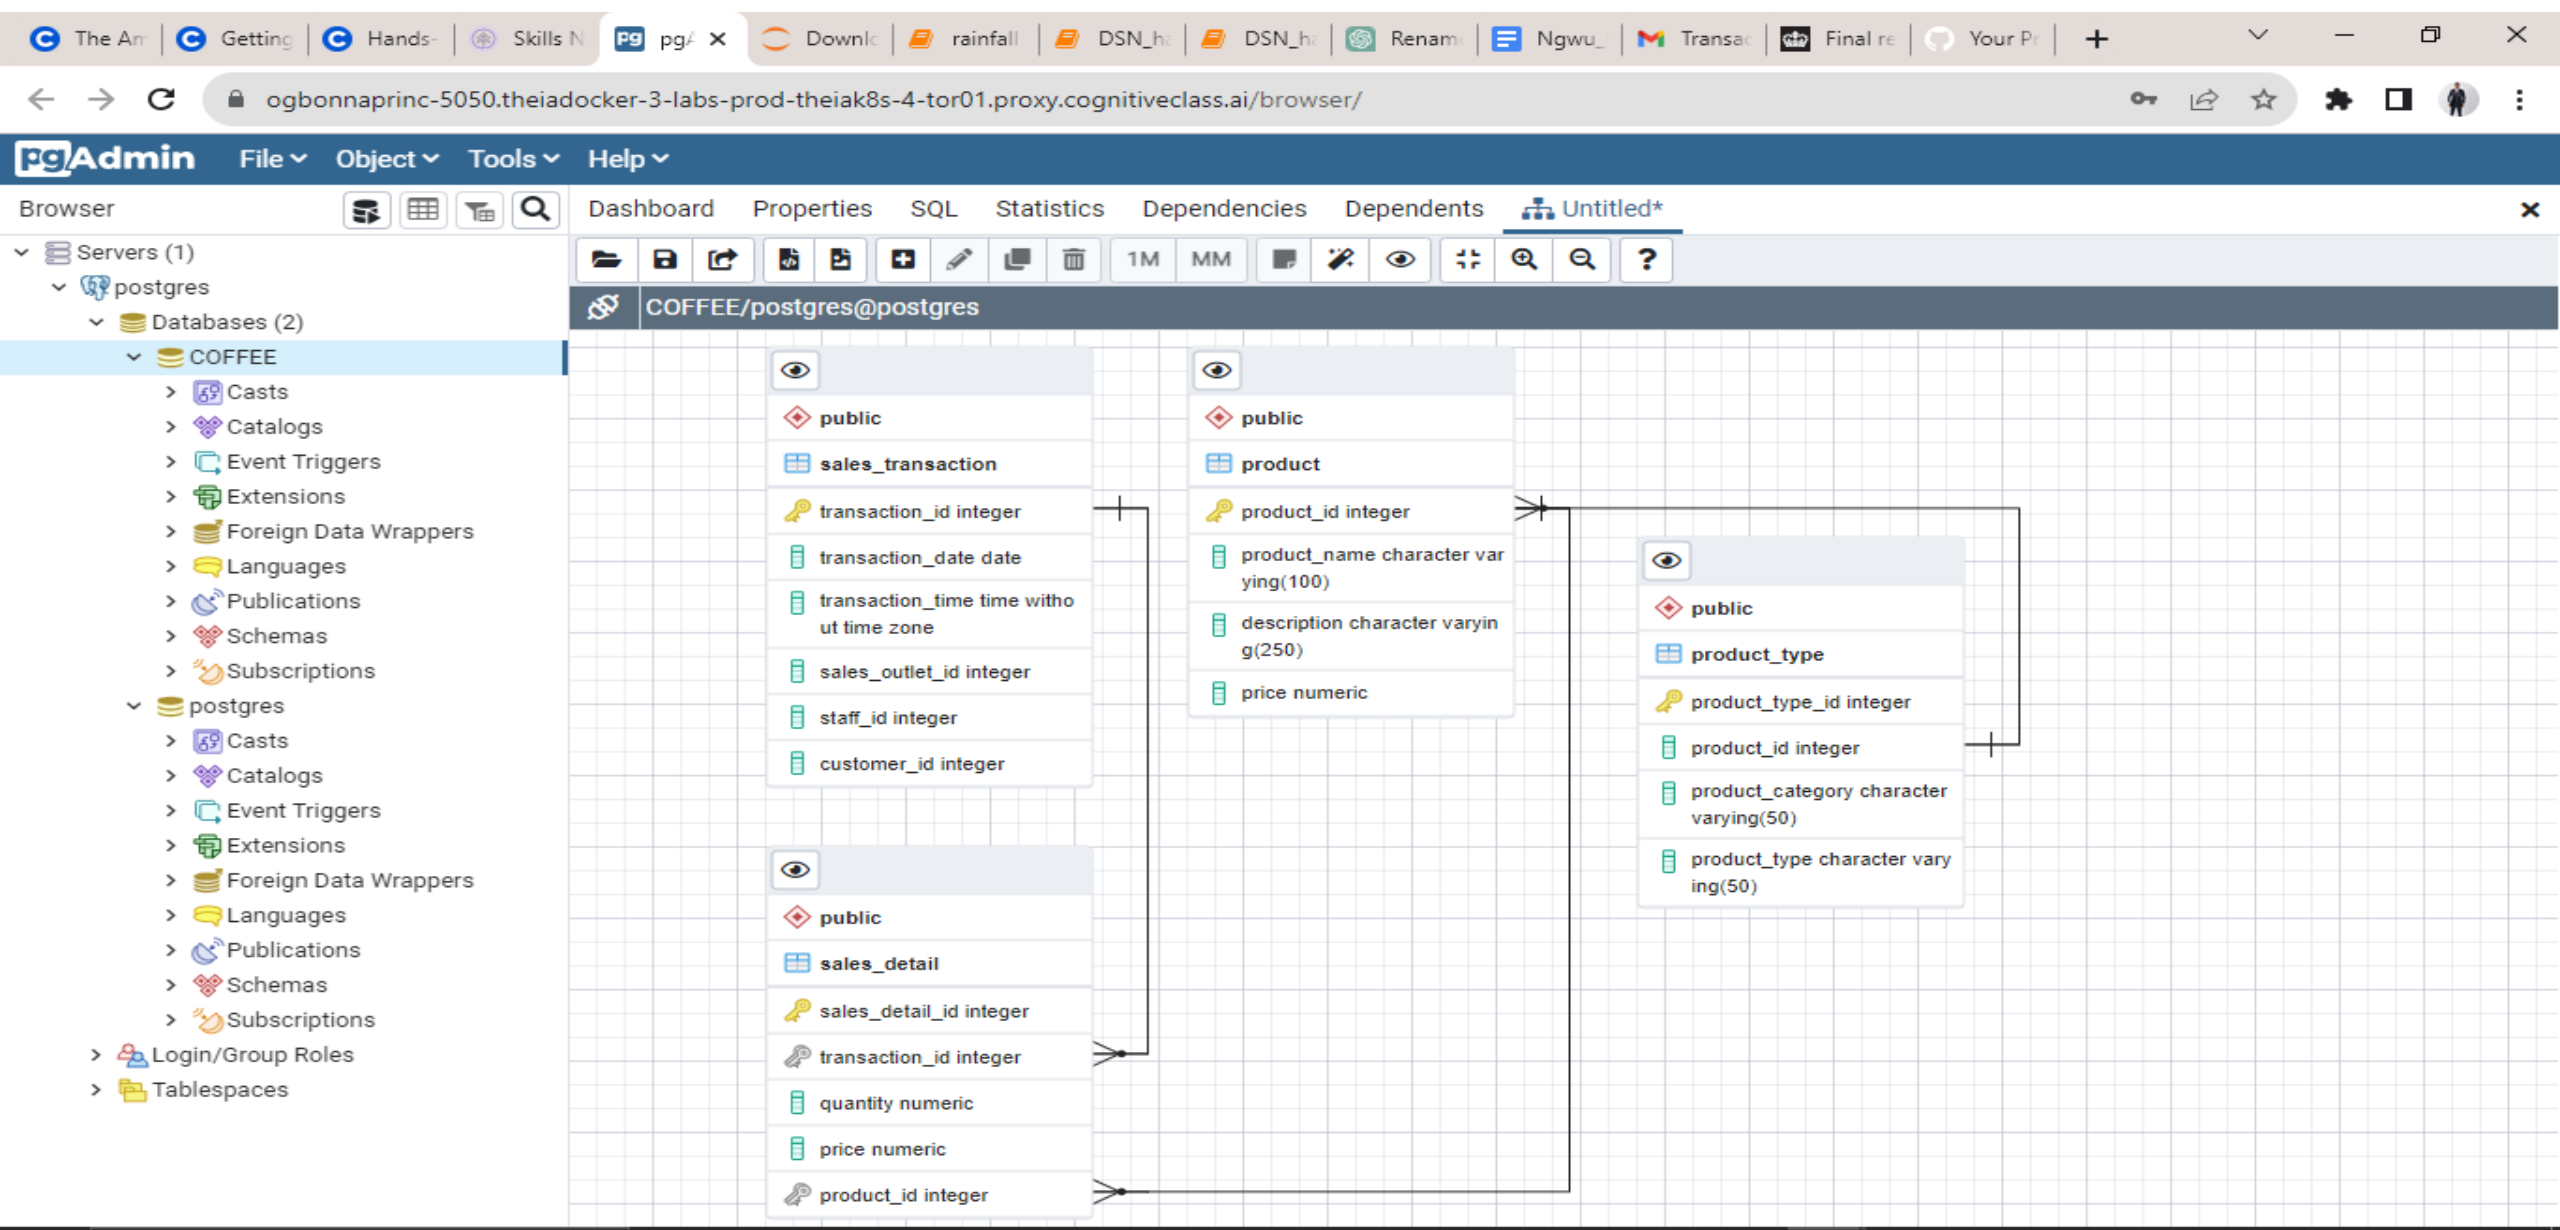 The Am
Getting
Hands-
Skills N
pgA
Downlo
rainfall
DSN_ha
DSN_ha
Renam
Ngwu_
Transac
Final re
Your Pr
ogbonnaprinc-5050.theiadocker-3-labs-prod-theiak8s-4-tor01.proxy.cognitiveclass.ai/browser/
pgAdmin
File
Object
Tools
Help
Browser
Dashboard
Properties
SQL
Statistics
Dependencies
Dependents
Untitled*
1M
MM
?
COFFEE/postgres@postgres
Servers (1)
postgres
Databases (2)
COFFEE
Casts
Catalogs
Event Triggers
Extensions
Foreign Data Wrappers
Languages
Publications
Schemas
Subscriptions
postgres
Casts
Catalogs
Event Triggers
Extensions
Foreign Data Wrappers
Languages
Publications
Schemas
Subscriptions
Login/Group Roles
Tablespaces
public
sales_transaction
transaction_id integer
transaction_date date
transaction_time time witho
ut time zone
sales_outlet_id integer
staff_id integer
customer_id integer
public
sales_detail
sales_detail_id integer
transaction_id integer
quantity numeric
price numeric
product_id integer
public
product
product_id integer
product_name character var
ying(100)
description character varyin
g(250)
price numeric
public
product_type
product_type_id integer
product_id integer
product_category character
varying(50)
product_type character vary
ing(50)